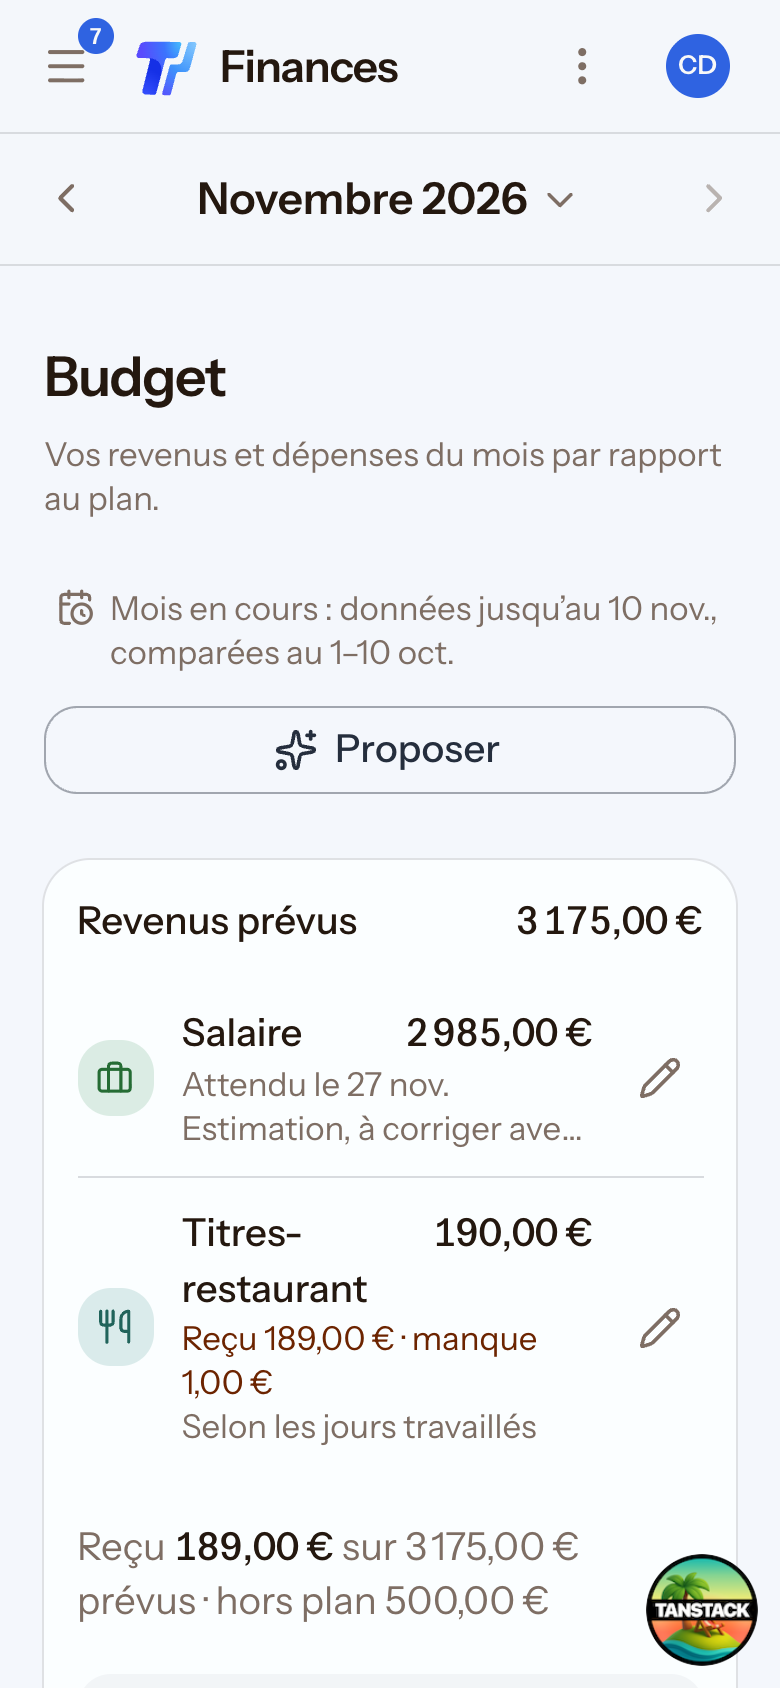 7
Finances
CD
Novembre 2026
Budget
Vos revenus et dépenses du mois par rapport
au plan.
Mois en cours : données jusqu’au 10 nov.,
comparées au 1–10 oct.
Proposer
Revenus prévus 3 175,00 €
Salaire 2 985,00 €
Attendu le 27 nov.
Estimation, à corriger ave...
Titres- 190,00 €
restaurant
Reçu 189,00 € · manque
1,00 €
Selon les jours travaillés
Reçu 189,00 € sur 3 175,00 €
prévus · hors plan 500,00 €
TANSTACK